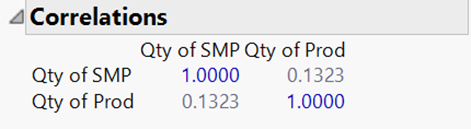 Correlations
Qty of SMP Qty of Prod
Qty of SMP 1.0000 0.1323
Qty of Prod 0.1323 1.0000